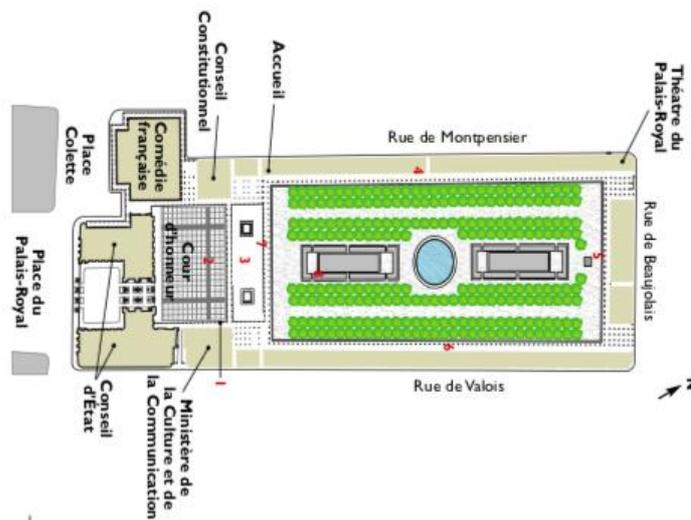 Théatre du
Palais-Royal
Accueil
Conseil
Constitutionnel
Rue de Montpensier
Comédie
française
Place
Colette
4
Rue de Beaujolais
7
5
Cour
d'honneur
2
3
8
Place du
Palais-Royal
6
N
Rue de Valois
1
Conseil
d'État
Ministère de
la Culture et de
la Communication